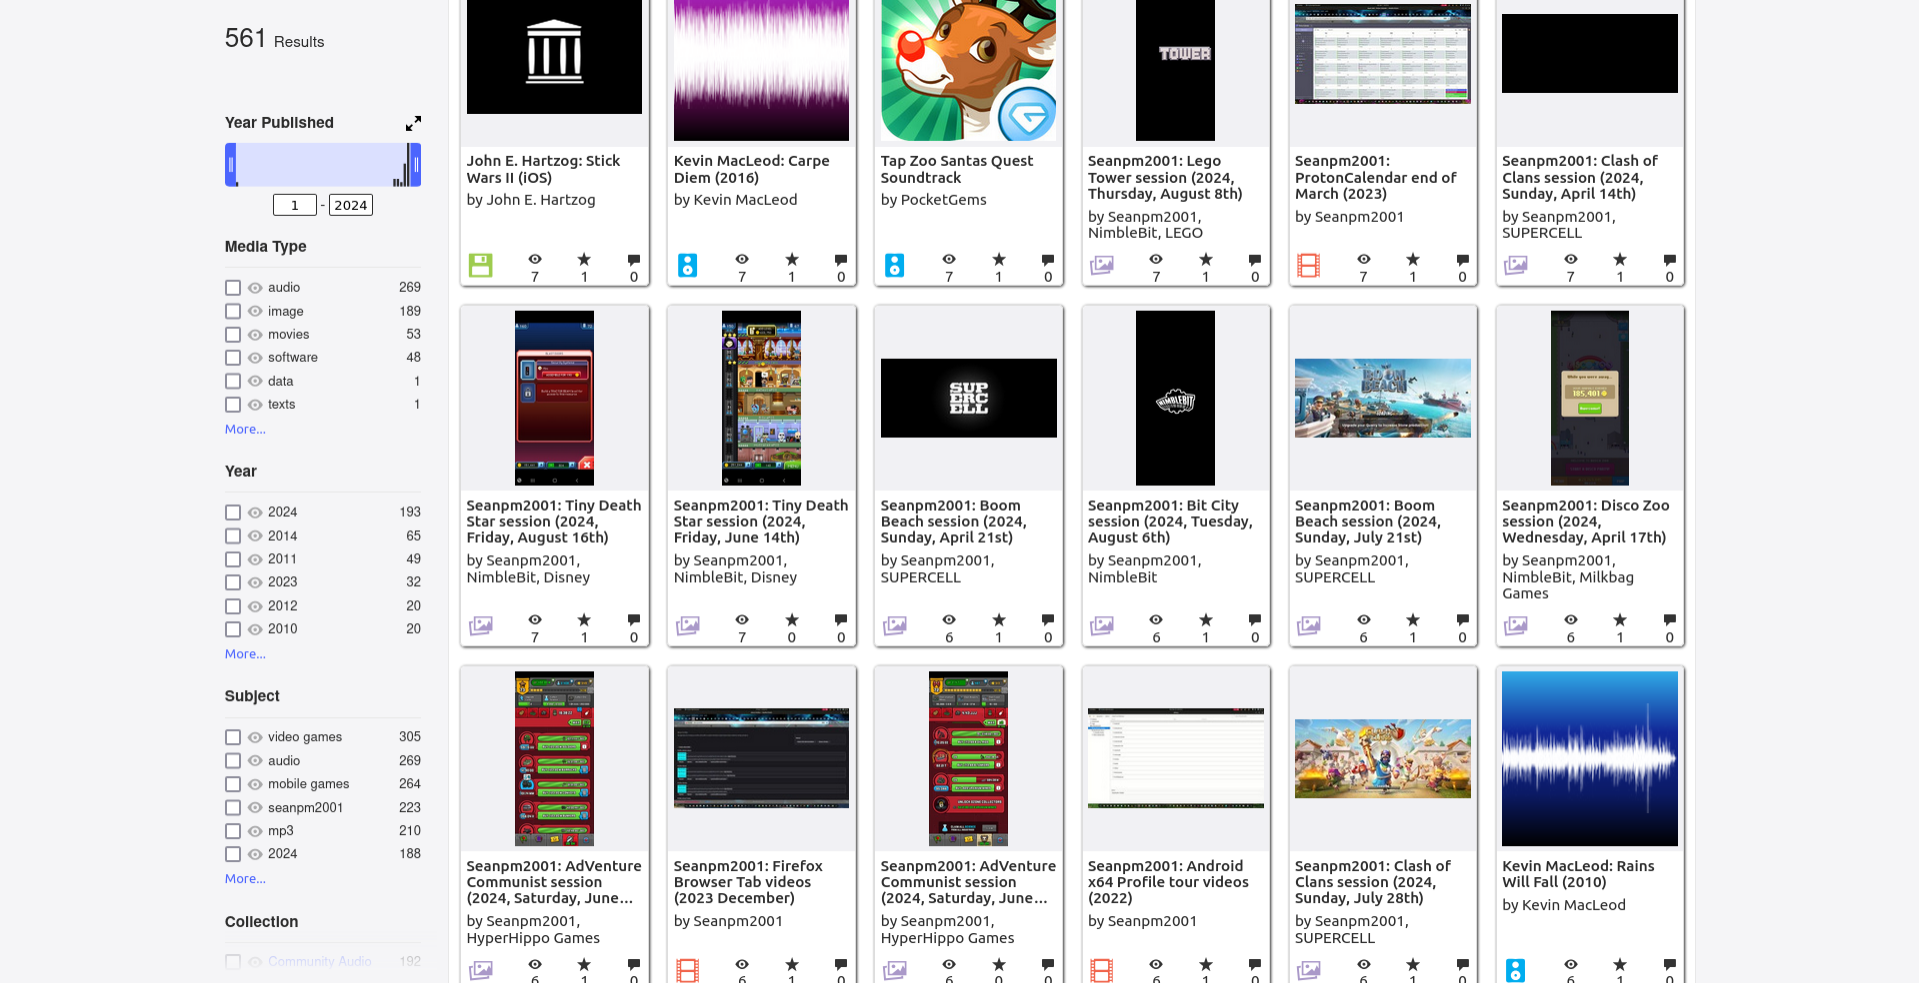 561 Results
Year Published
1 - 2024
Media Type
audio 269
image 189
movies 53
software 48
data 1
texts 1
More...
Year
2024 193
2014 65
2011 49
2023 32
2012 20
2010 20
More...
Subject
video games 305
audio 269
mobile games 264
seanpm2001 223
mp3 210
2024 188
More...
Collection
Community Audio 192
John E. Hartzog: Stick
Wars II (iOS)
by John E. Hartzog
7 1 0
Kevin MacLeod: Carpe
Diem (2016)
by Kevin MacLeod
7 1 0
Tap Zoo Santas Quest
Soundtrack
by PocketGems
7 1 0
TOWER
Seanpm2001: Lego
Tower session (2024,
Thursday, August 8th)
by Seanpm2001,
NimbleBit, LEGO
7 1 0
Seanpm2001:
ProtonCalendar end of
March (2023)
by Seanpm2001
7 1 0
Seanpm2001: Clash of
Clans session (2024,
Sunday, April 14th)
by Seanpm2001,
SUPERCELL
7 1 0
Seanpm2001: Tiny Death
Star session (2024,
Friday, August 16th)
by Seanpm2001,
NimbleBit, Disney
7 1 0
Seanpm2001: Tiny Death
Star session (2024,
Friday, June 14th)
by Seanpm2001,
NimbleBit, Disney
7 0 0
SUP
ERC
ELL
Seanpm2001: Boom
Beach session (2024,
Sunday, April 21st)
by Seanpm2001,
SUPERCELL
6 1 0
NIMBLEBIT
Seanpm2001: Bit City
session (2024, Tuesday,
August 6th)
by Seanpm2001,
NimbleBit
6 1 0
BOOM
BEACH
Seanpm2001: Boom
Beach session (2024,
Sunday, July 21st)
by Seanpm2001,
SUPERCELL
6 1 0
While you were away...
185,401
Seanpm2001: Disco Zoo
session (2024,
Wednesday, April 17th)
by Seanpm2001,
NimbleBit, Milkbag
Games
6 1 0
Seanpm2001: AdVenture
Communist session
(2024, Saturday, June...
by Seanpm2001,
HyperHippo Games
6 1 0
Seanpm2001: Firefox
Browser Tab videos
(2023 December)
by Seanpm2001
6 1 0
Seanpm2001: AdVenture
Communist session
(2024, Saturday, June...
by Seanpm2001,
HyperHippo Games
6 0 0
Seanpm2001: Android
x64 Profile tour videos
(2022)
by Seanpm2001
6 1 0
Seanpm2001: Clash of
Clans session (2024,
Sunday, July 28th)
by Seanpm2001,
SUPERCELL
6 1 0
Kevin MacLeod: Rains
Will Fall (2010)
by Kevin MacLeod
6 1 0